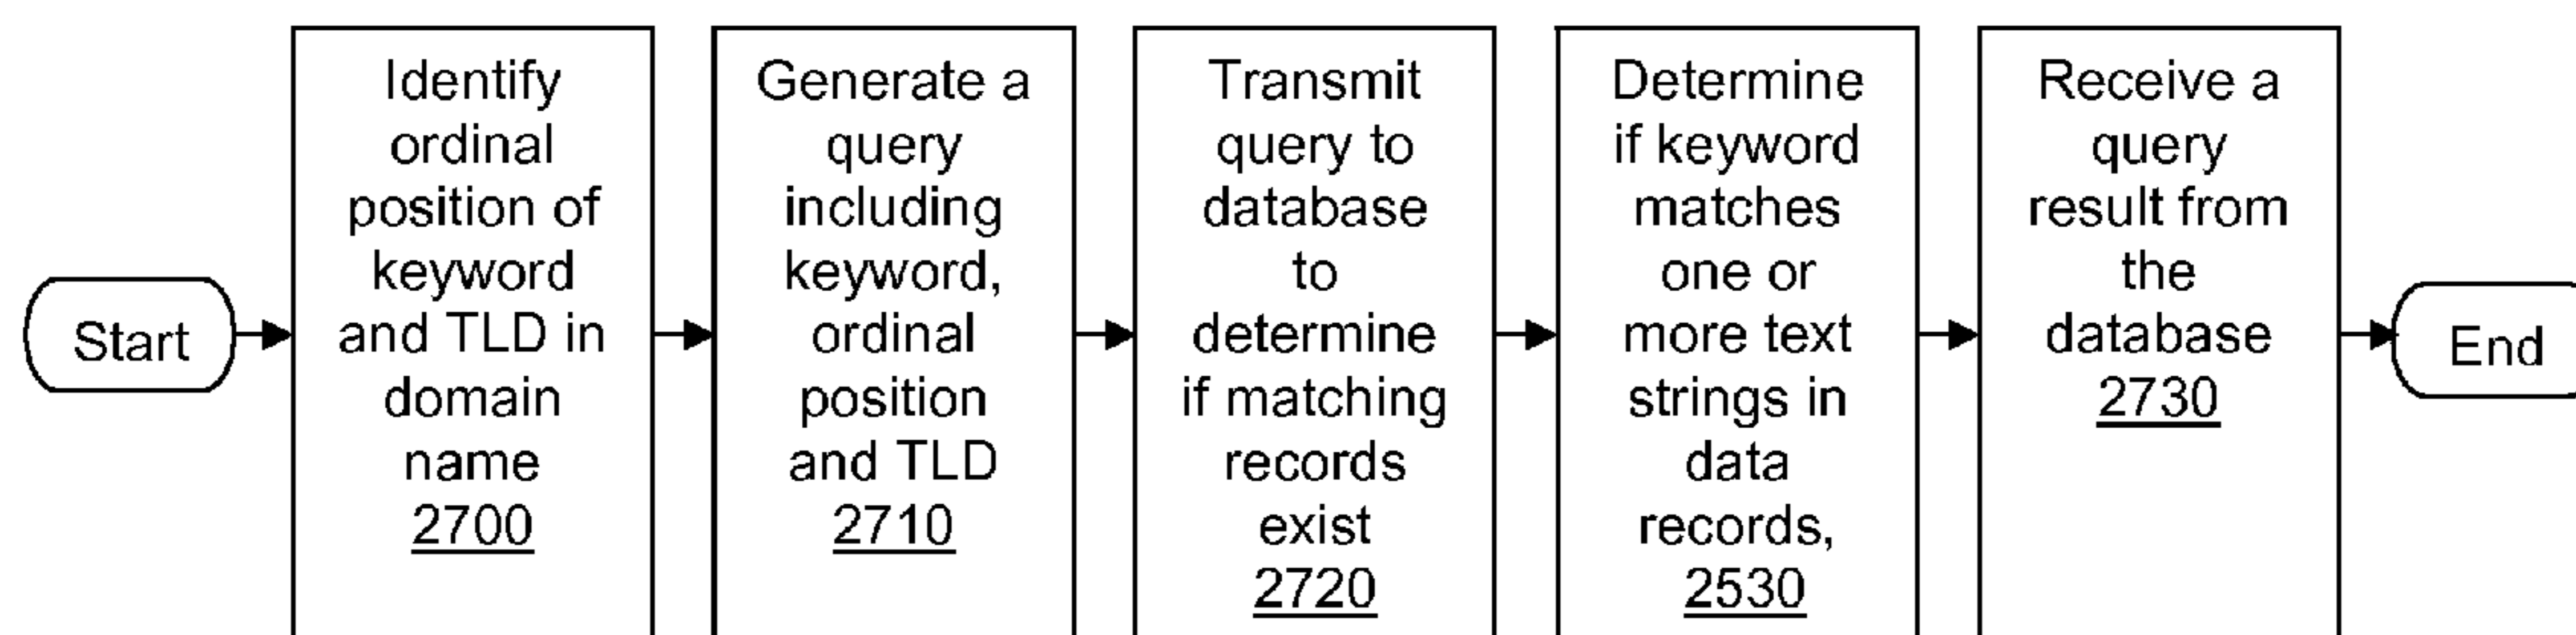 Start
Identify
ordinal
position of
keyword
and TLD in
domain
name
2700
Generate a
query
including
keyword,
ordinal
position
and TLD
2710
Transmit
query to
database
to
determine
if matching
records
exist
2720
Determine
if keyword
matches
one or
more text
strings in
data
records,
2530
Receive a
query
result from
the
database
2730
End